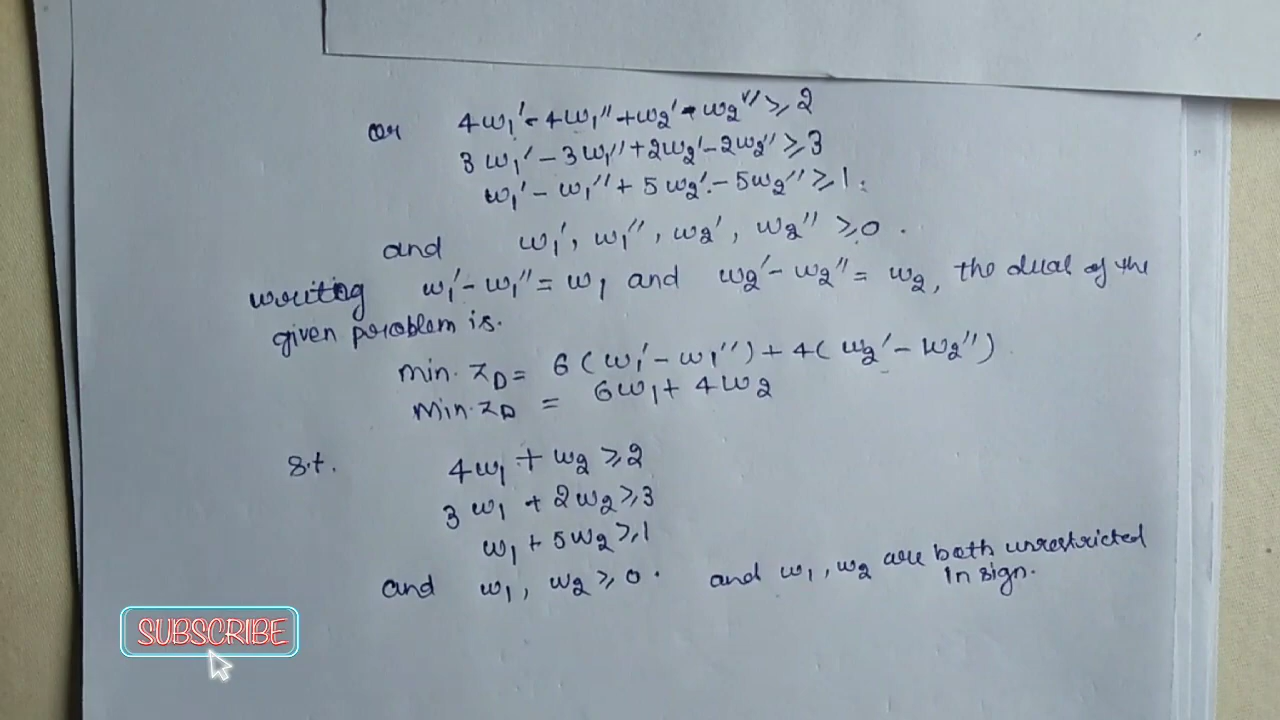 or 4w₁' - 4w₁'' + w₂' - w₂'' ≥ 2
3w₁' - 3w₁'' + 2w₂' - 2w₂'' ≥ 3
w₁' - w₁'' + 5w₂' - 5w₂'' ≥ 1.
and w₁', w₁'', w₂', w₂'' ≥ 0.
writing w₁' - w₁'' = w₁ and w₂' - w₂'' = w₂, the dual of the
given problem is.
min. z_D = 6(w₁' - w₁'') + 4(w₂' - w₂'')
min. z_D = 6w₁ + 4w₂
s.t. 4w₁ + w₂ ≥ 2
3w₁ + 2w₂ ≥ 3
w₁ + 5w₂ ≥ 1
and w₁, w₂ ≥ 0. and w₁, w₂ are both unrestricted
in sign.
SUBSCRIBE